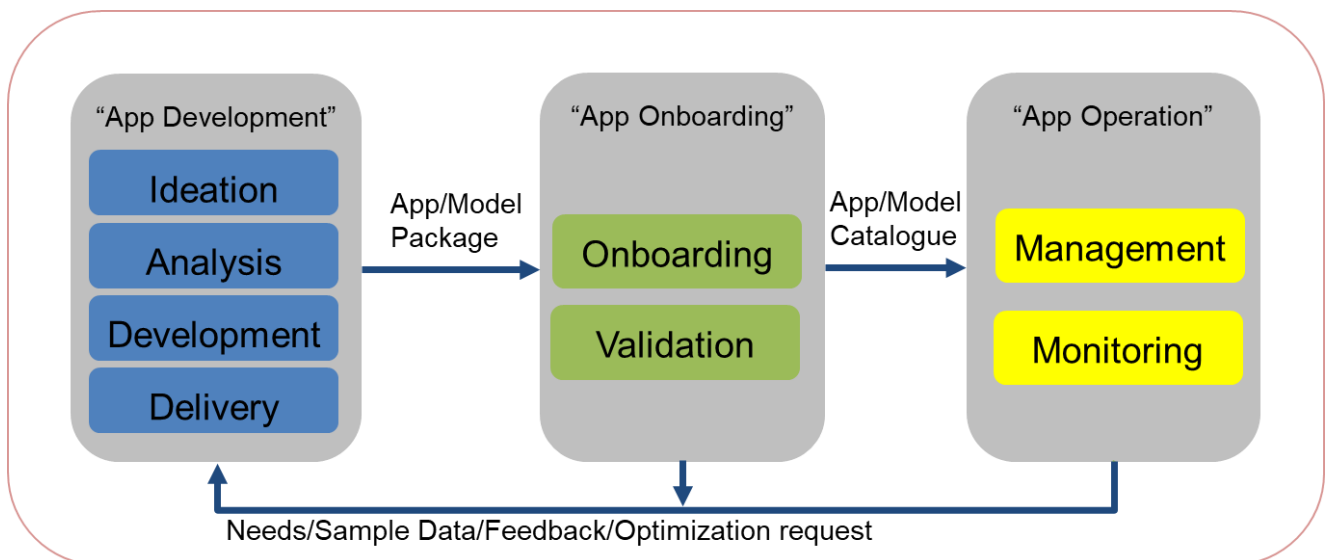 “App Development”
Ideation
Analysis
Development
Delivery
App/Model
Package
“App Onboarding”
Onboarding
Validation
App/Model
Catalogue
“App Operation”
Management
Monitoring
Needs/Sample Data/Feedback/Optimization request